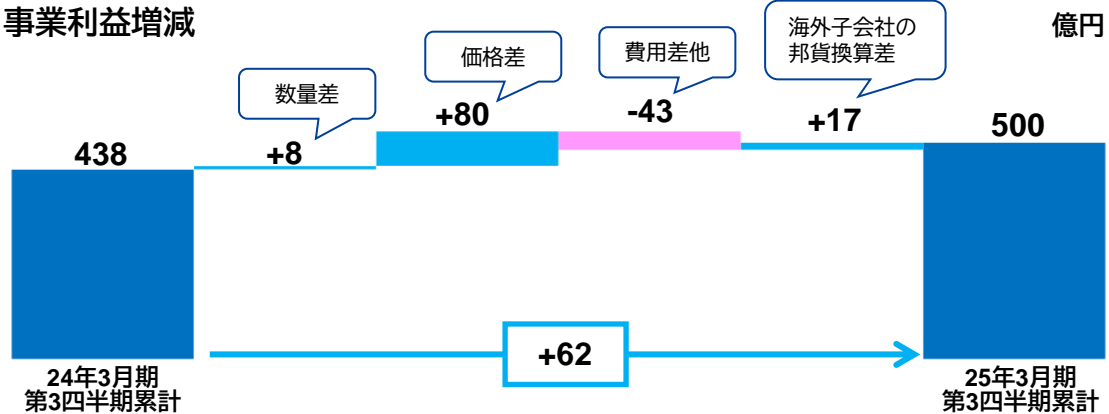 事業利益増減
億円
数量差
価格差
費用差他
海外子会社の
邦貨換算差
438
+8
+80
-43
+17
500
+62
24年3月期
第3四半期累計
25年3月期
第3四半期累計